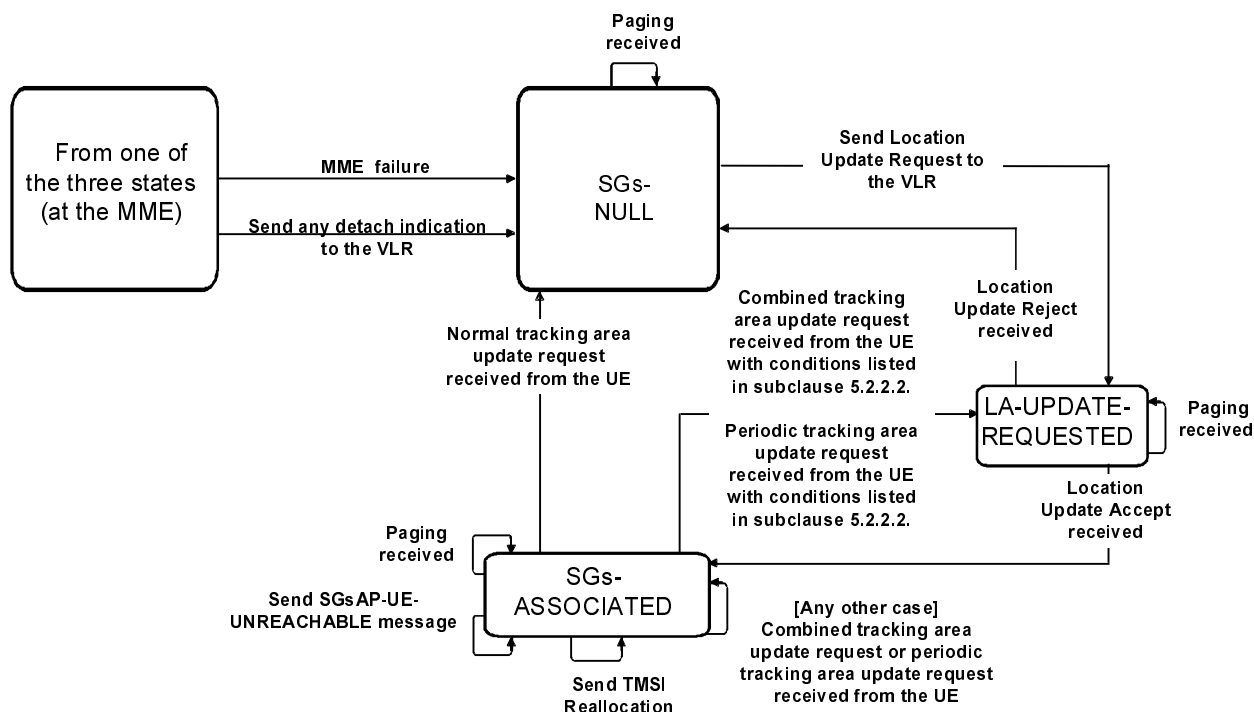 Paging
received
From one of
the three states
(at the MME)
MME failure
Send any detach indication
to the VLR
SGs-
NULL
Send Location
Update Request to
the VLR
Location
Update Reject
received
Normal tracking area
update request
received from the UE
Combined tracking
area update request
received from the UE
with conditions listed
in subclause 5.2.2.2.
Periodic tracking area
update request
received from the UE
with conditions listed
in subclause 5.2.2.2.
LA-UPDATE-
REQUESTED
Paging
received
Location
Update Accept
received
Paging
received
SGs-
ASSOCIATED
Send SGsAP-UE-
UNREACHABLE message
Send TMSI
Reallocation
[Any other case]
Combined tracking area
update request or periodic
tracking area update request
received from the UE